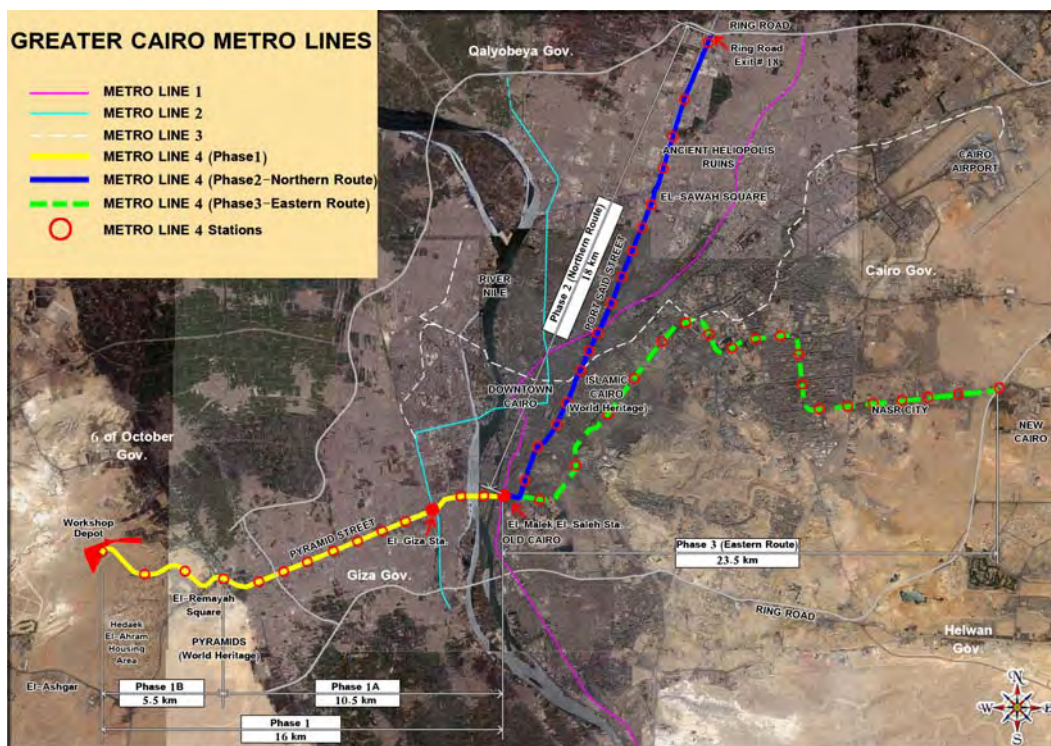 GREATER CAIRO METRO LINES
METRO LINE 1
METRO LINE 2
METRO LINE 3
METRO LINE 4 (Phase1)
METRO LINE 4 (Phase2-Northern Route)
METRO LINE 4 (Phase3-Eastern Route)
METRO LINE 4 Stations
Qalyobeya Gov.
RING ROAD
Ring Road
Exit # 18
ANCIENT HELIOPOLIS
RUINS
CAIRO
AIRPORT
EL-SAWAH SQUARE
Phase 2 (Northern Route)
18 km
PORT SAID STREET
RIVER
NILE
Cairo Gov.
DOWNTOWN
CAIRO
ISLAMIC
CAIRO
(World Heritage)
NASR CITY
NEW
CAIRO
6 of October
Gov.
Workshop
Depot
PYRAMID STREET
El-Giza Sta.
El-Malek El-Saleh Sta.
OLD CAIRO
Phase 3 (Eastern Route)
23.5 km
Giza Gov.
El-Remayah
Square
RING ROAD
Hedaek
El-Ahram
Housing
Area
PYRAMIDS
(World Heritage)
Helwan
Gov.
El-Ashgar
Phase 1B
5.5 km
Phase 1A
10.5 km
Phase 1
16 km
N
W
E
S